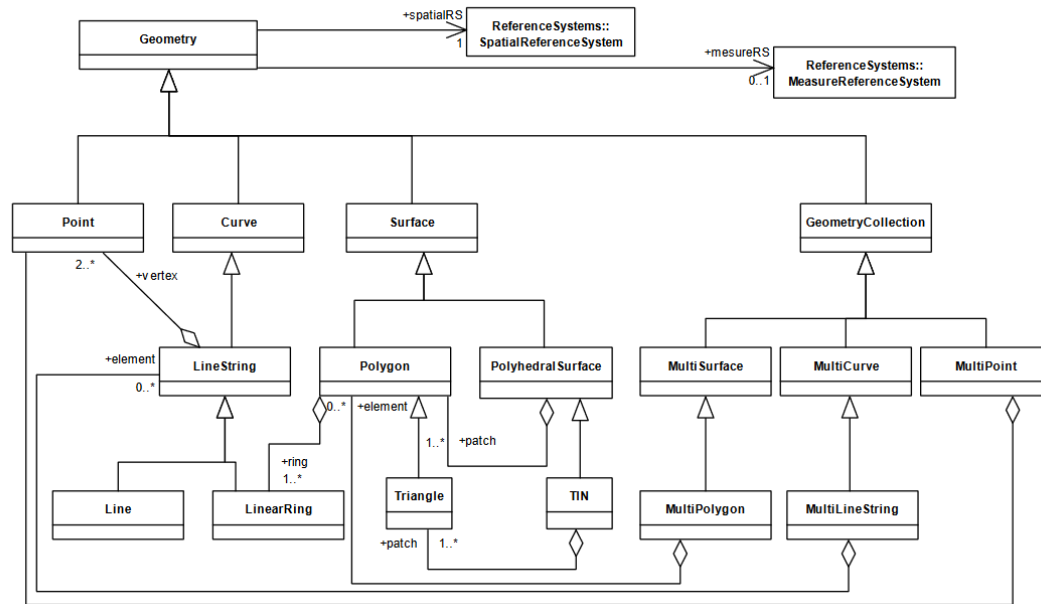 +spatialRS
1
ReferenceSystems::
SpatialReferenceSystem
Geometry
+mesureRS
0..1
ReferenceSystems::
MeasureReferenceSystem
Point
Curve
Surface
GeometryCollection
2..*
+vertex
+element
0..*
LineString
Polygon
PolyhedralSurface
MultiSurface
MultiCurve
MultiPoint
0..*
+element
1..*
+patch
+ring
1..*
Line
LinearRing
Triangle
TIN
MultiPolygon
MultiLineString
+patch
1..*